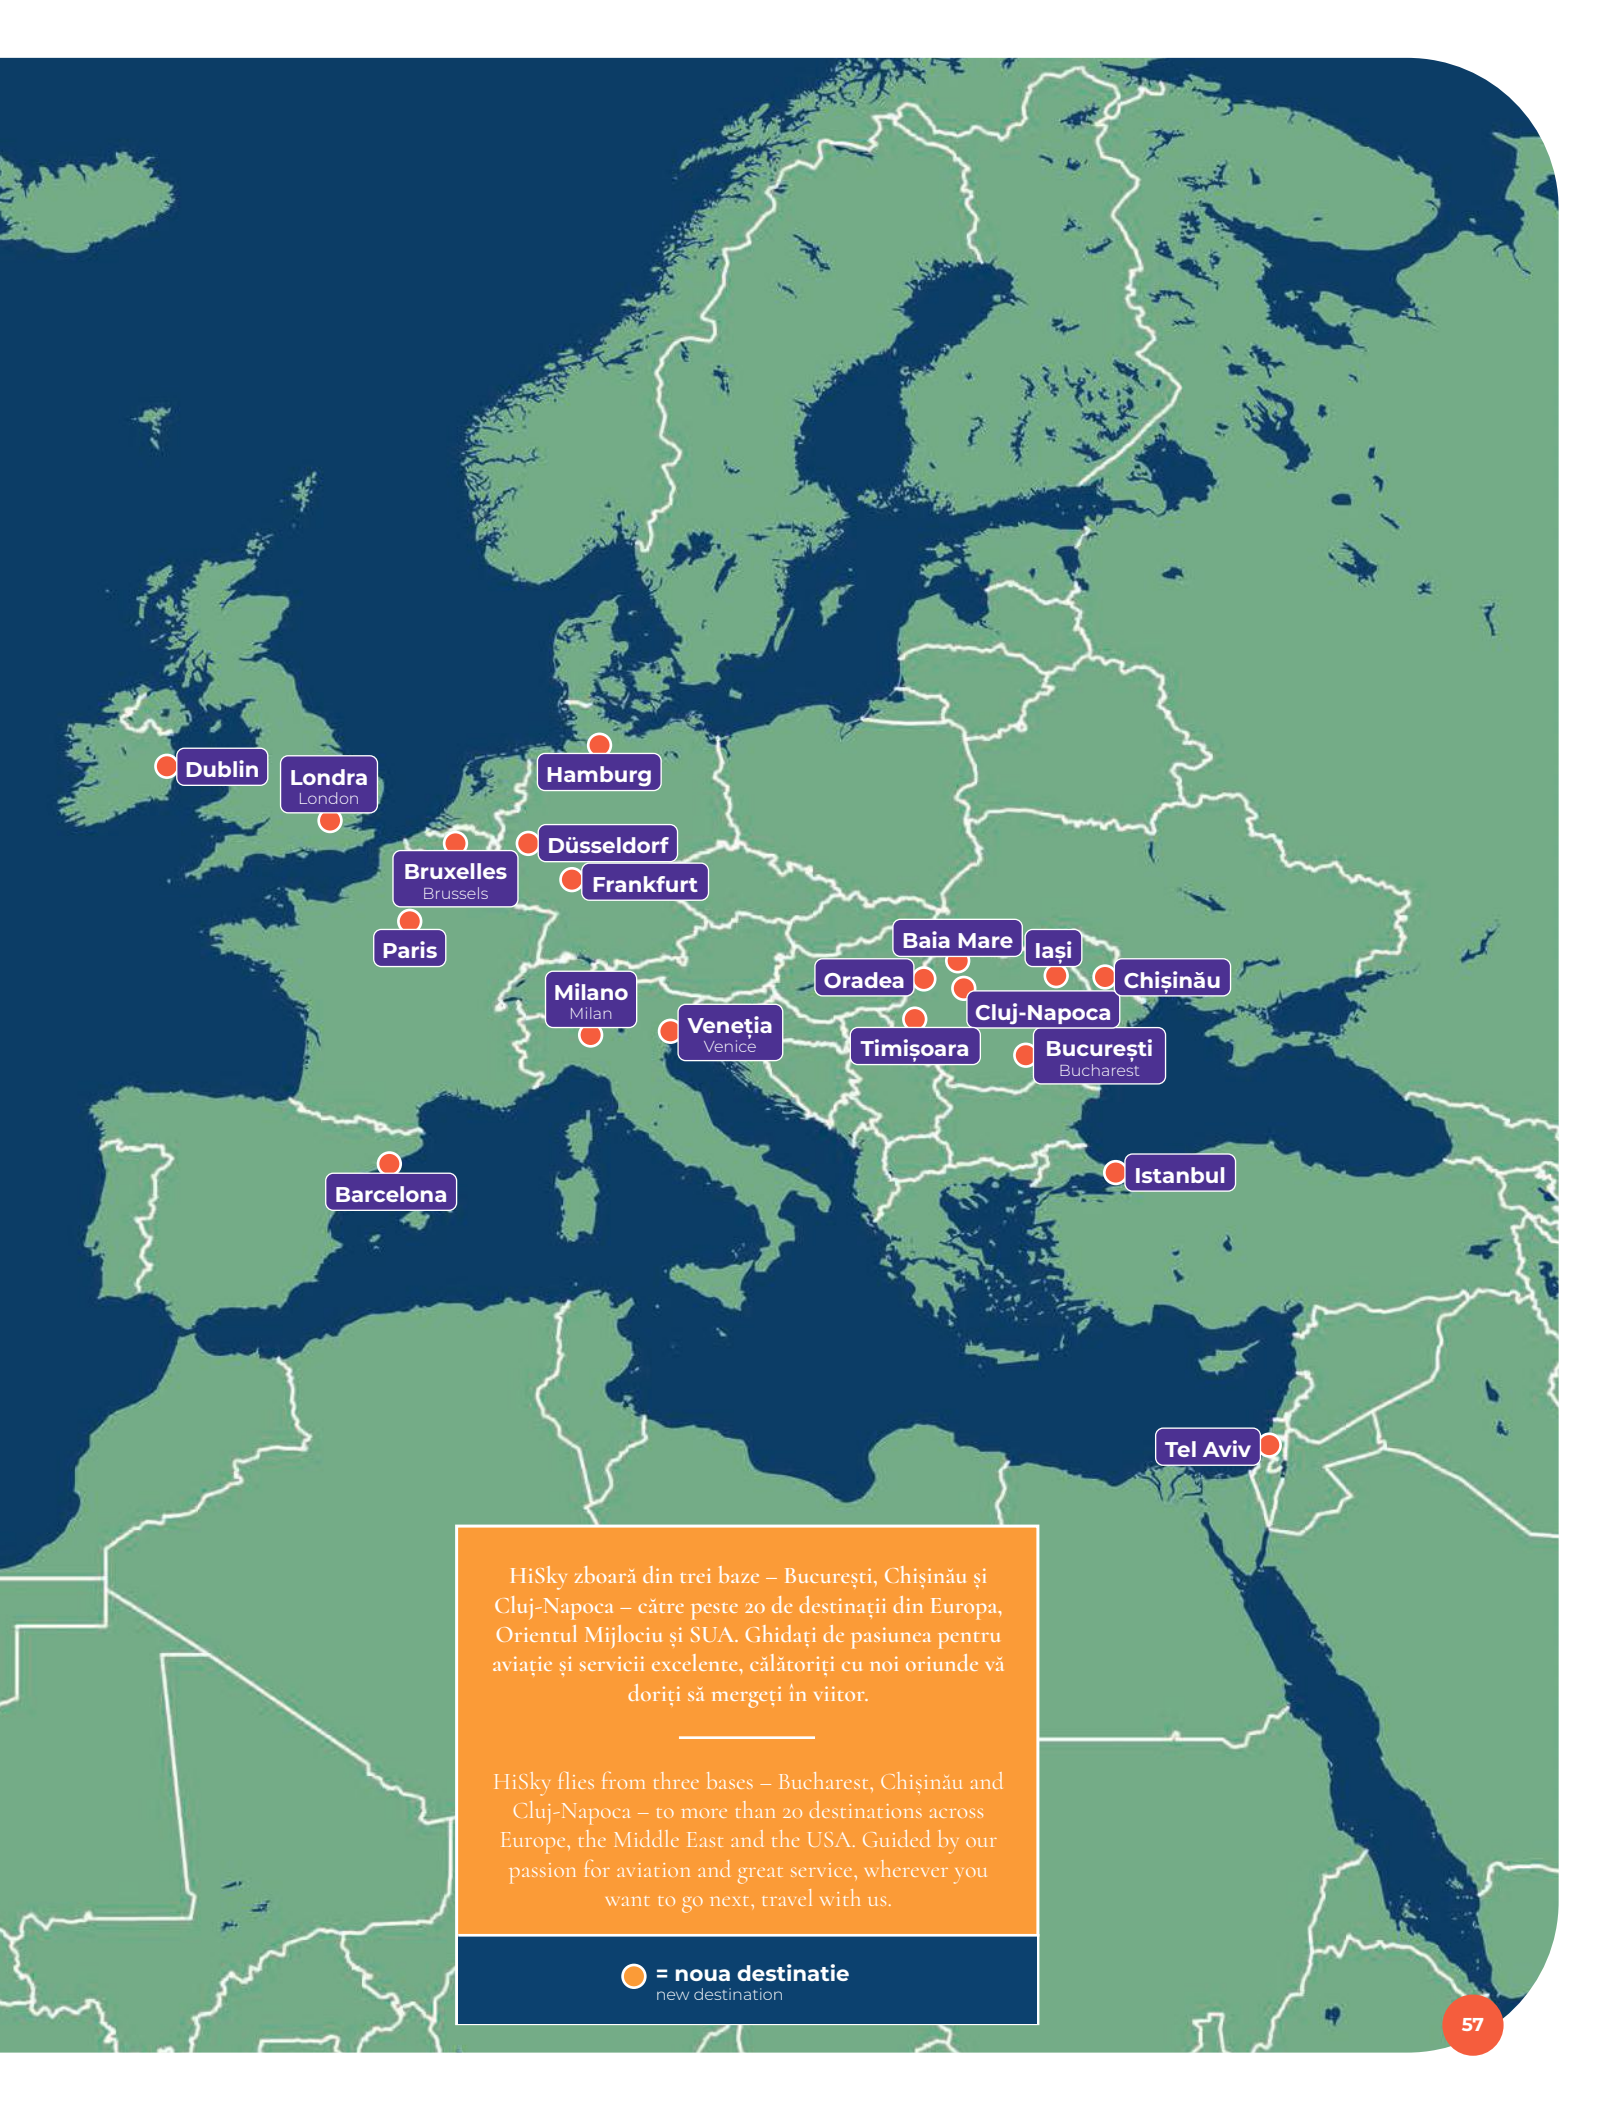 Dublin
Londra
London
Hamburg
Düsseldorf
Bruxelles
Brussels
Frankfurt
Paris
Baia Mare
Iași
Oradea
Chișinău
Milano
Milan
Cluj-Napoca
Veneția
Venice
Timișoara
București
Bucharest
Istanbul
Barcelona
Tel Aviv
HiSky zboară din trei baze – București, Chișinău și
Cluj-Napoca – către peste 20 de destinații din Europa,
Orientul Mijlociu și SUA. Ghidați de pasiunea pentru
aviație și servicii excelente, călătoriți cu noi oriunde vă
doriți să mergeți în viitor.
HiSky flies from three bases – Bucharest, Chișinău and
Cluj-Napoca – to more than 20 destinations across
Europe, the Middle East and the USA. Guided by our
passion for aviation and great service, wherever you
want to go next, travel with us.
= noua destinatie
new destination
57